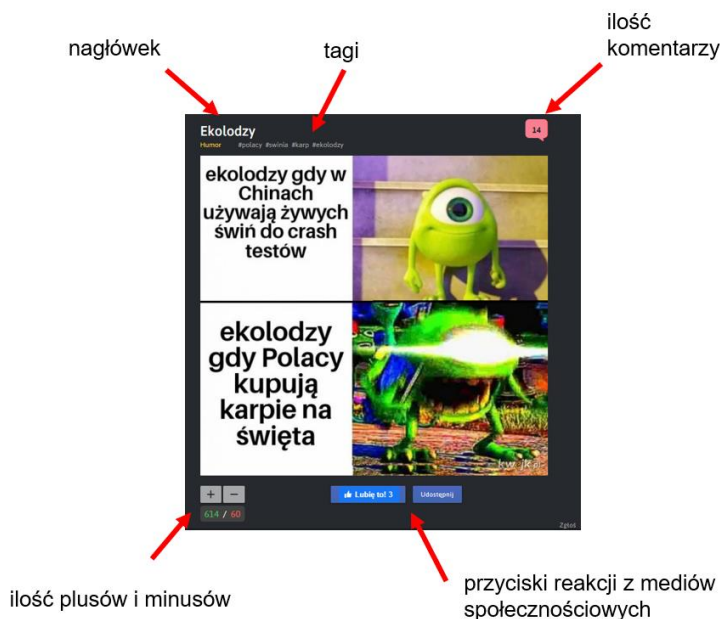 nagłówek
tagi
ilość
komentarzy
Ekolodzy
14
Humor #polacy #swinia #karp #ekolodzy
ekolodzy gdy w
Chinach
używają żywych
świń do crash
testów
ekolodzy
gdy Polacy
kupują
karpie na
święta
+ −
Lubię to! 3
Udostępnij
614 / 60
Zgłoś
ilość plusów i minusów
przyciski reakcji z mediów
społecznościowych